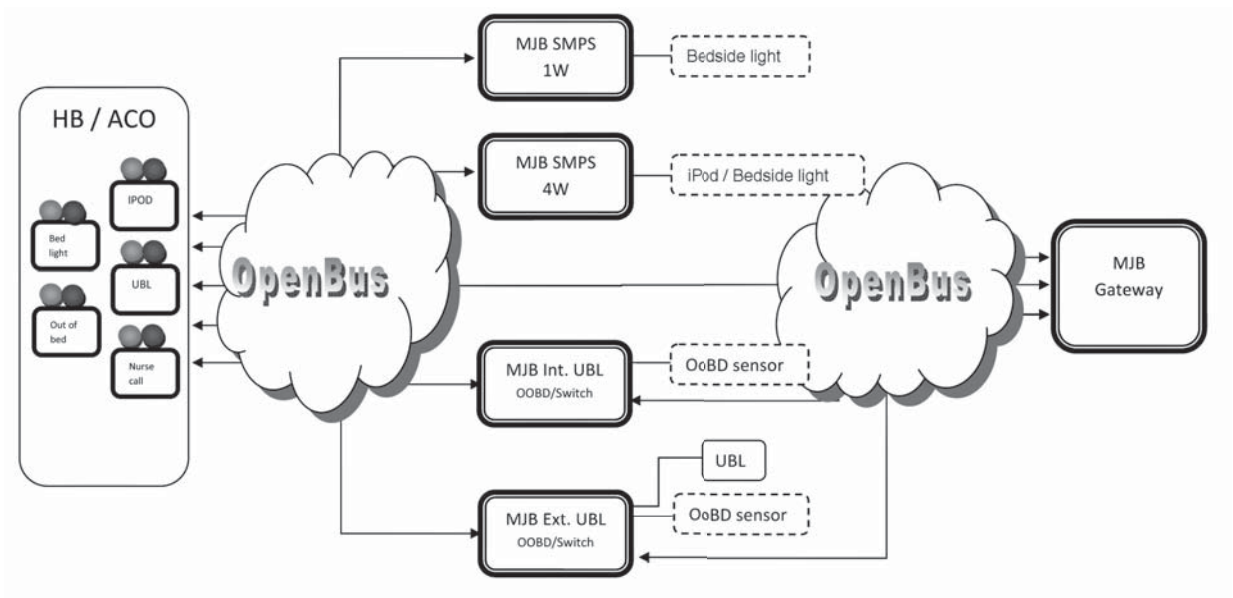 HB / ACO
IPOD
Bed
light
UBL
Out of
bed
Nurse
call
OpenBus
MJB SMPS
1W
Bedside light
MJB SMPS
4W
iPod / Bedside light
MJB Int. UBL
OOBD/Switch
OoBD sensor
MJB Ext. UBL
OOBD/Switch
UBL
OoBD sensor
OpenBus
MJB
Gateway